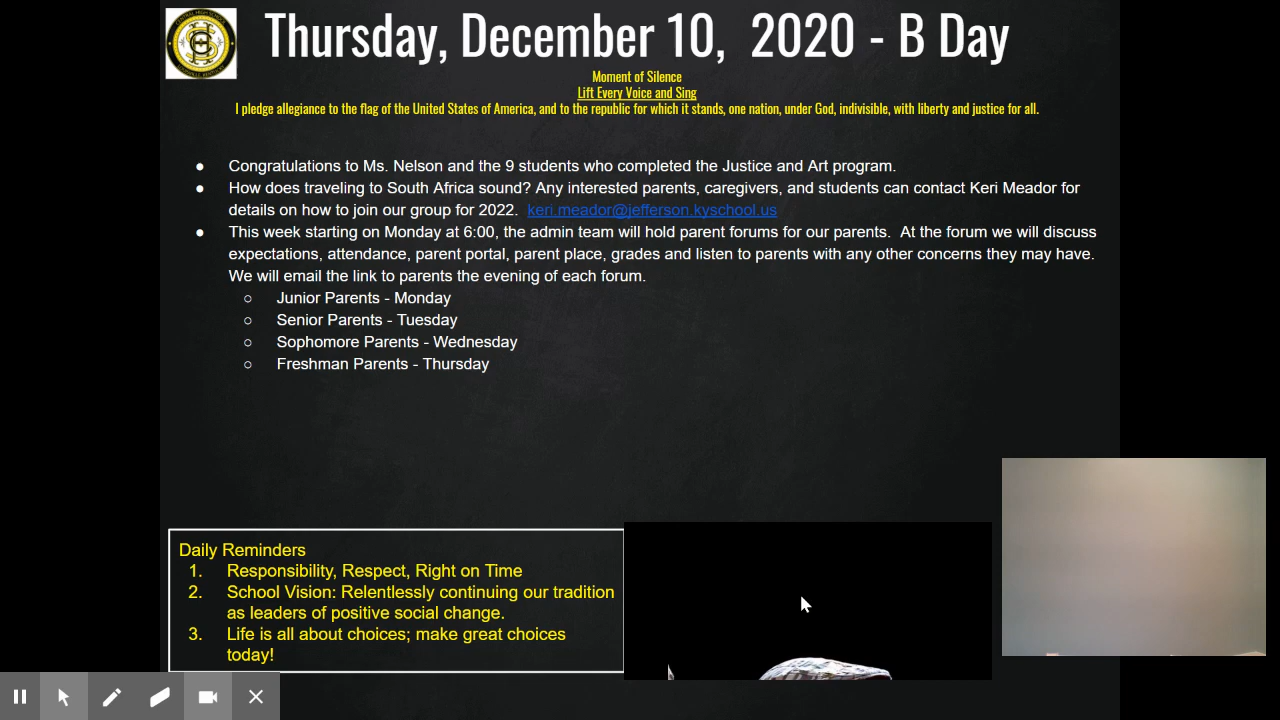 Thursday, December 10,  2020 - B Day
Moment of Silence
Lift Every Voice and Sing
I pledge allegiance to the flag of the United States of America, and to the republic for which it stands, one nation, under God, indivisible, with liberty and justice for all.
● Congratulations to Ms. Nelson and the 9 students who completed the Justice and Art program.
● How does traveling to South Africa sound? Any interested parents, caregivers, and students can contact Keri Meador for
details on how to join our group for 2022.  keri.meador@jefferson.kyschool.us
● This week starting on Monday at 6:00, the admin team will hold parent forums for our parents.  At the forum we will discuss
expectations, attendance, parent portal, parent place, grades and listen to parents with any other concerns they may have.
We will email the link to parents the evening of each forum.
○ Junior Parents - Monday
○ Senior Parents - Tuesday
○ Sophomore Parents - Wednesday
○ Freshman Parents - Thursday
Daily Reminders
1. Responsibility, Respect, Right on Time
2. School Vision: Relentlessly continuing our tradition
as leaders of positive social change.
3. Life is all about choices; make great choices
today!